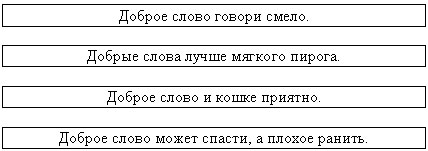 Доброе слово говори смело.
Добрые слова лучше мягкого пирога.
Доброе слово и кошке приятно.
Доброе слово может спасти, а плохое ранить.